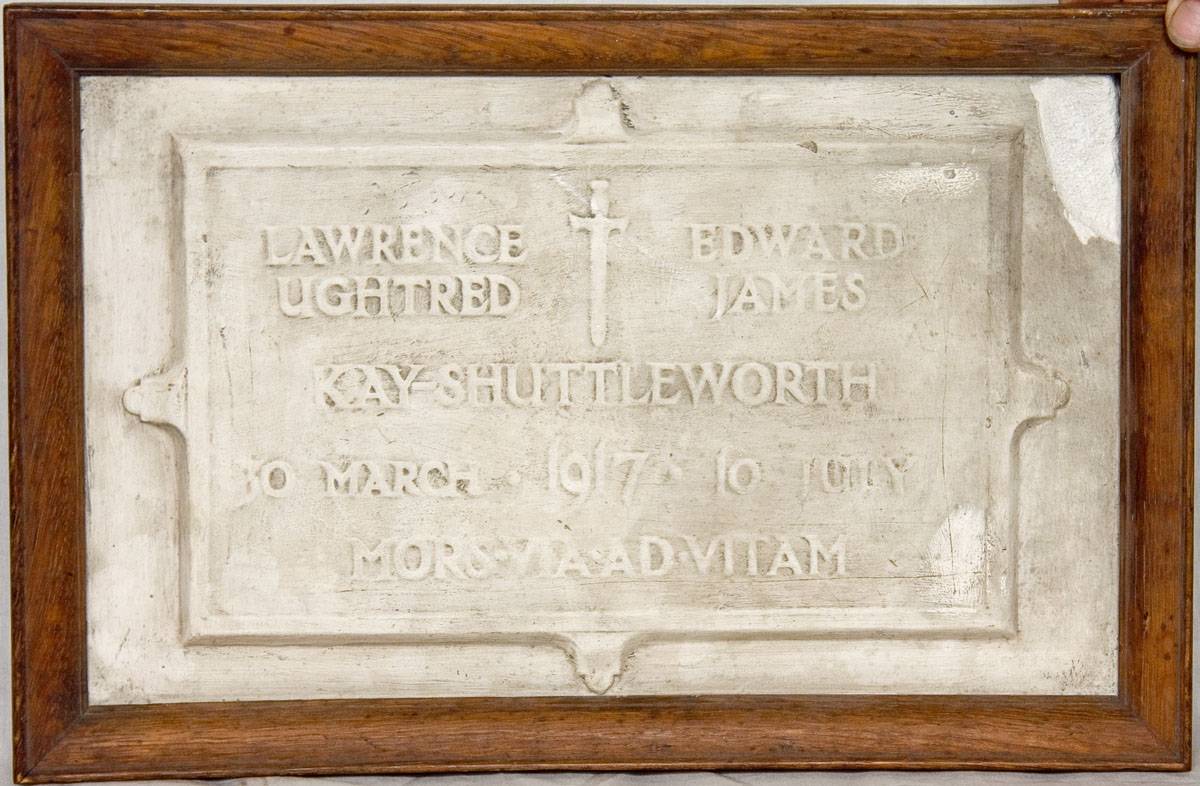 LAWRENCE
UGHTRED
EDWARD
JAMES
KAY-SHUTTLEWORTH
30 MARCH · 1917 · 10 JULY
MORS·VIA·AD·VITAM